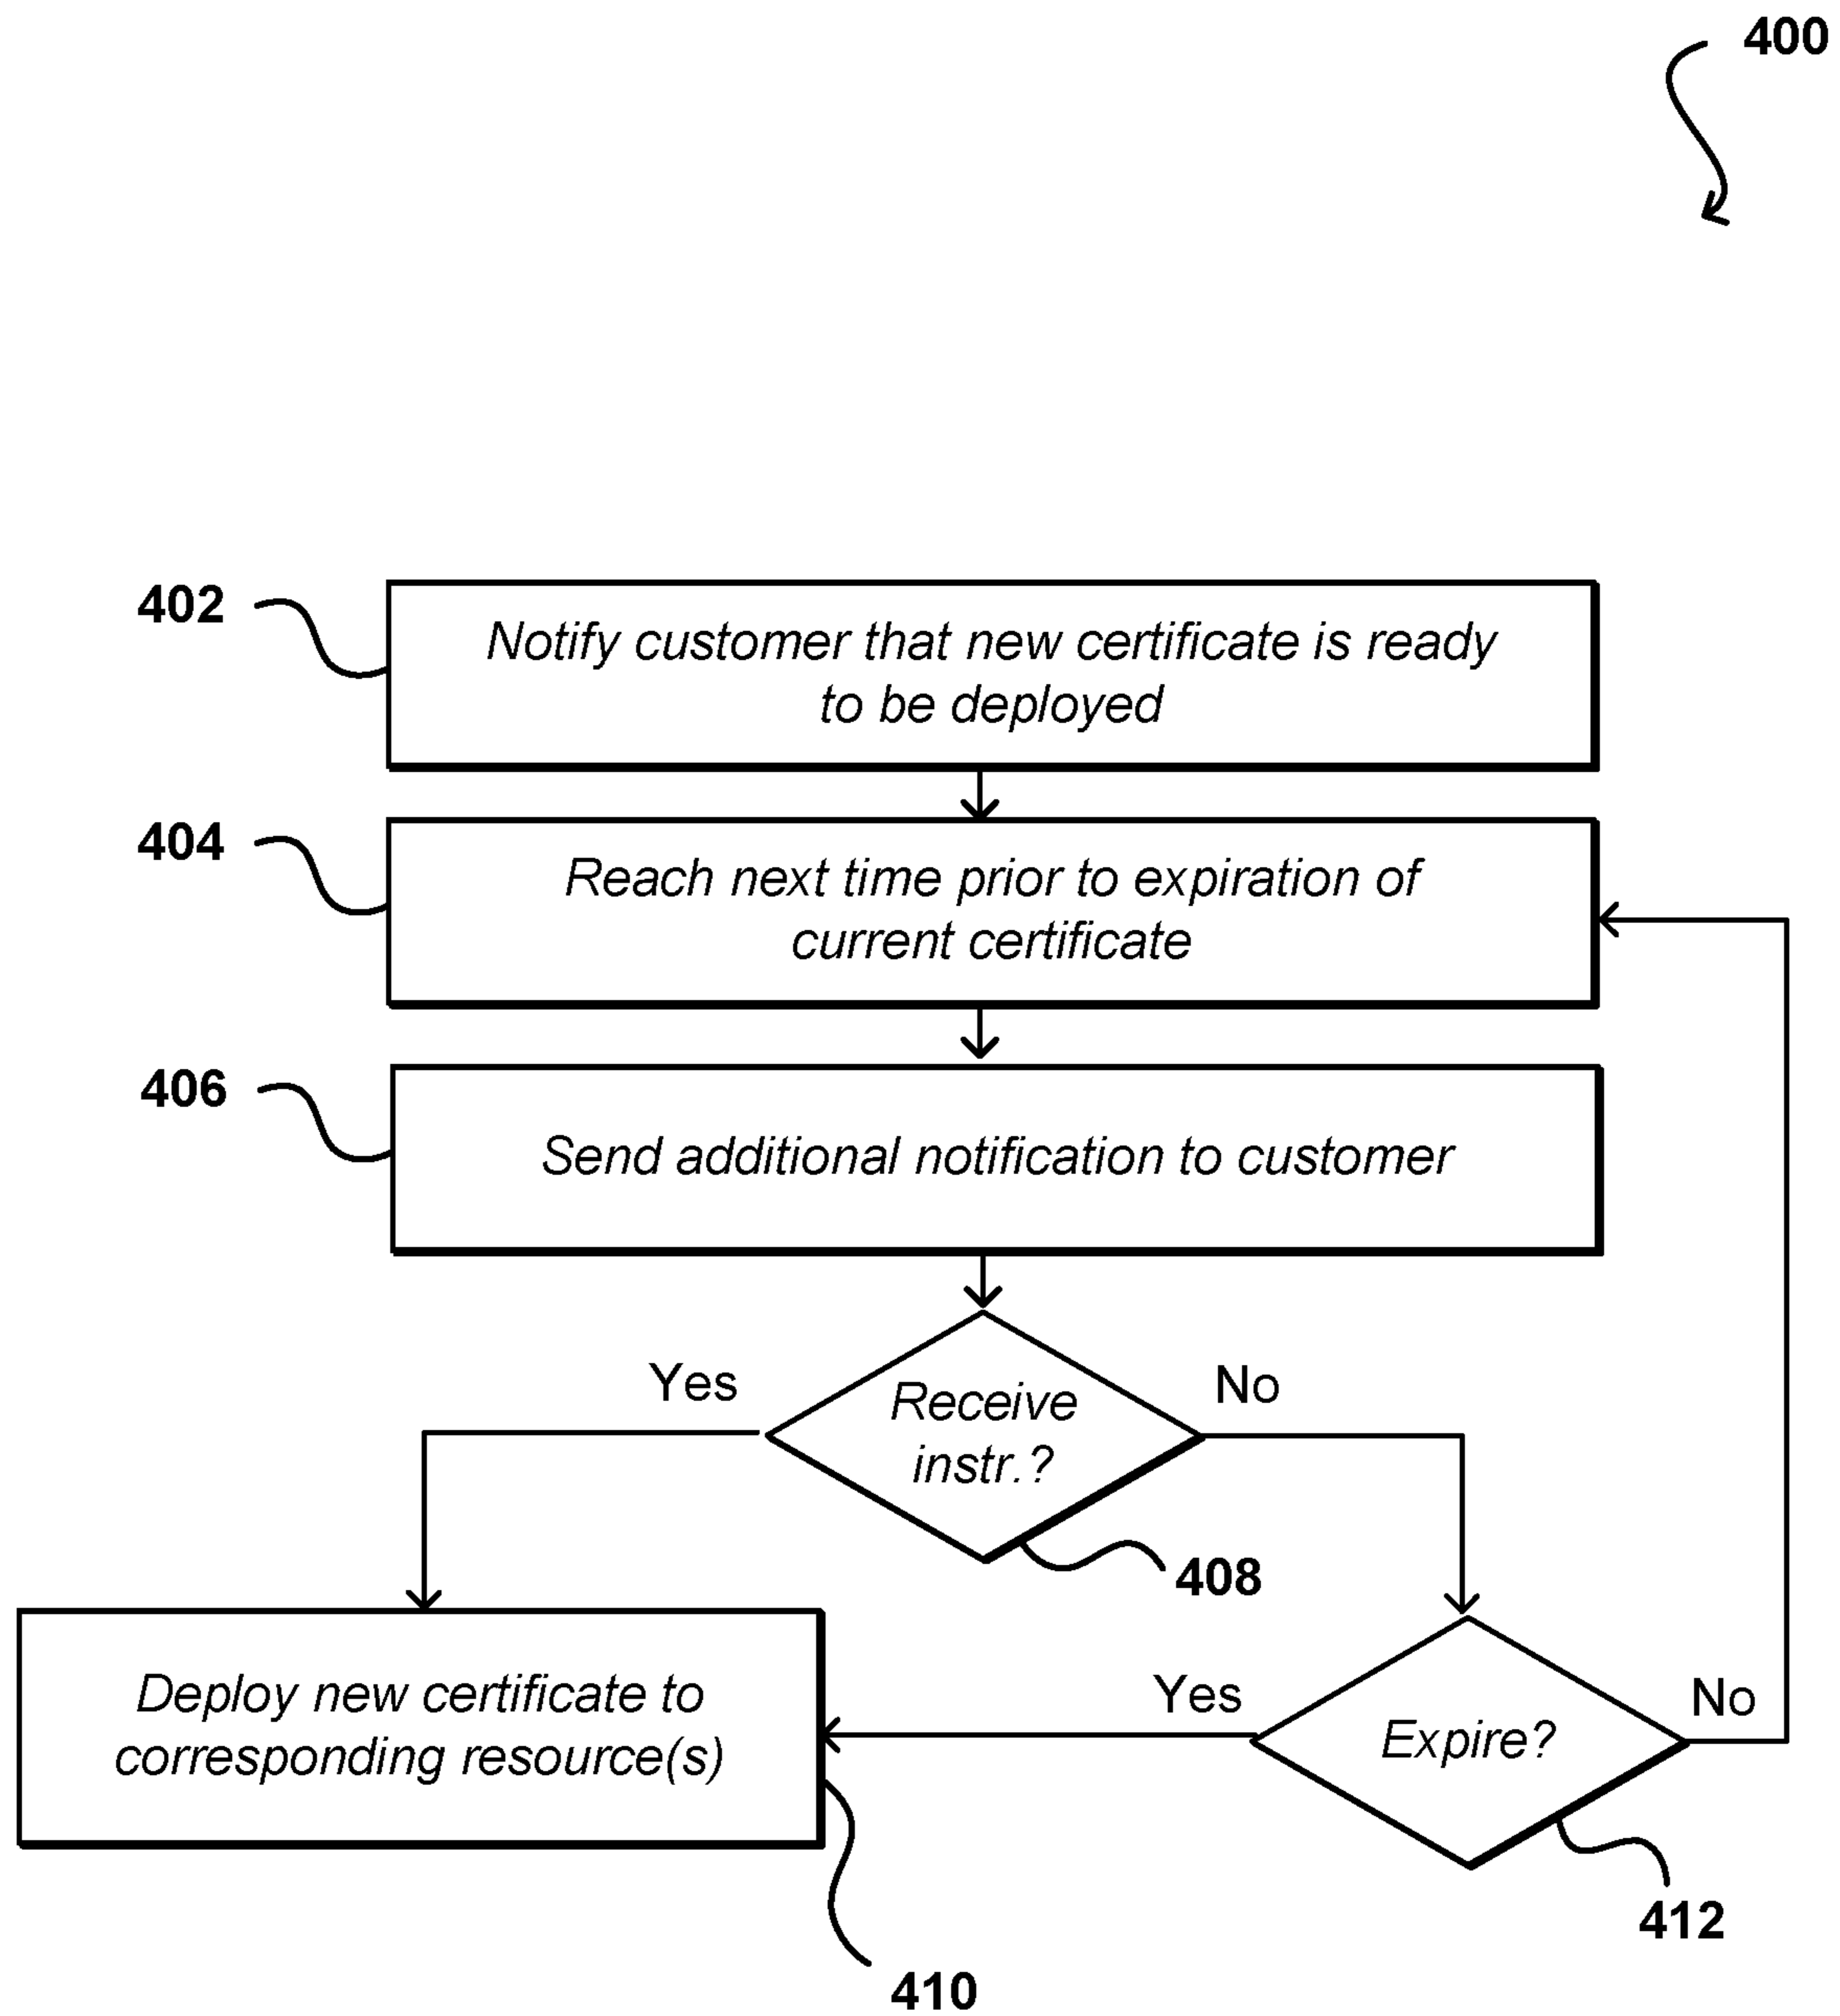 400
402
Notify customer that new certificate is ready
to be deployed
404
Reach next time prior to expiration of
current certificate
406
Send additional notification to customer
Yes
Receive
instr.?
No
408
Deploy new certificate to
corresponding resource(s)
Yes
Expire?
No
412
410